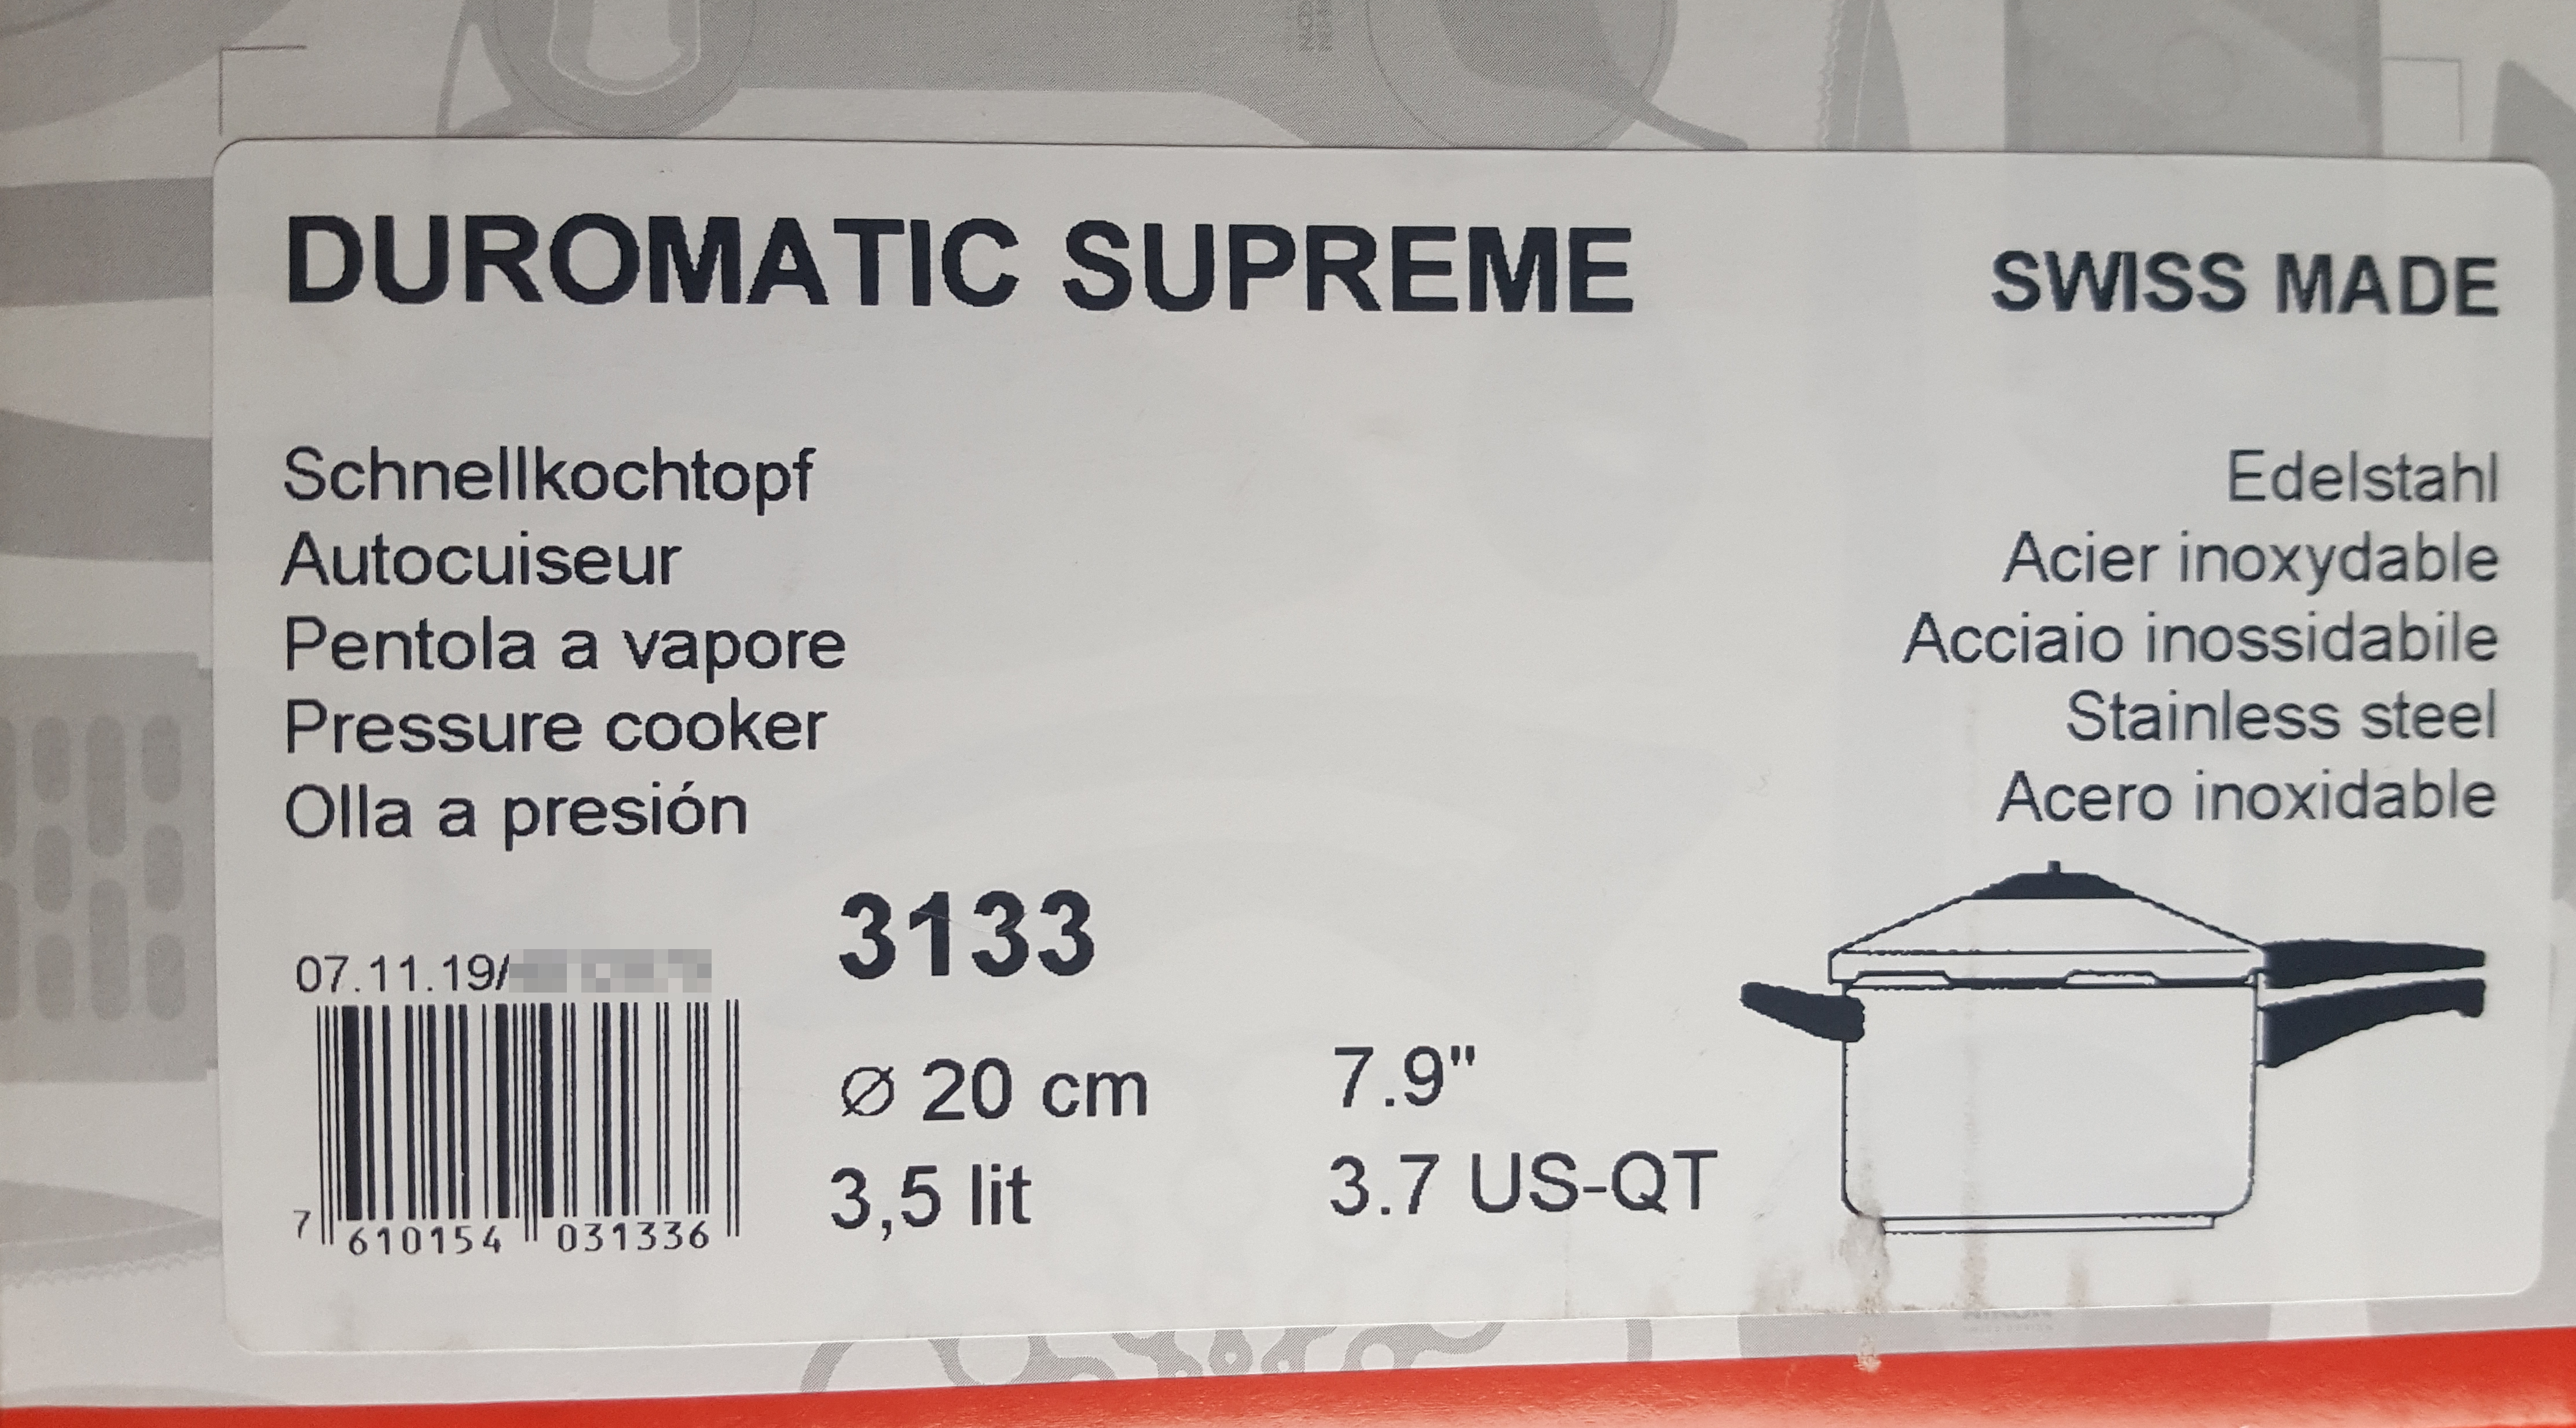 DUROMATIC SUPREME
SWISS MADE
Schnellkochtopf
Autocuiseur
Pentola a vapore
Pressure cooker
Olla a presión
Edelstahl
Acier inoxydable
Acciaio inossidabile
Stainless steel
Acero inoxidable
3133
07.11.19/
7 610154 031336
⌀ 20 cm
7.9"
3,5 lit
3.7 US-QT